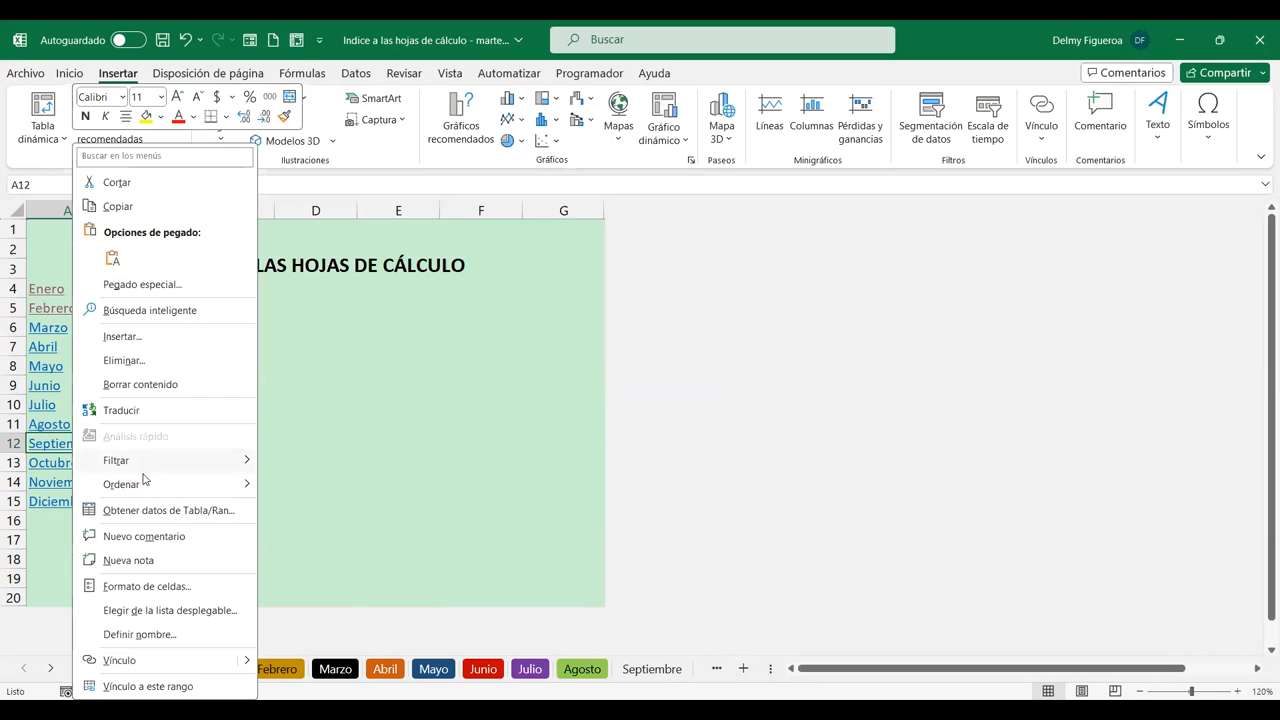 Autoguardado
Indice a las hojas de cálculo - marte...
Buscar
Delmy Figueroa
DF
Archivo Inicio Insertar Disposición de página Fórmulas Datos Revisar Vista Automatizar Programador Ayuda
Comentarios
Compartir
Calibri 11
$ % 000
N K A
Tabla
dinámica
recomendadas
SmartArt
Captura
Modelos 3D
Ilustraciones
Gráficos
recomendados
Mapas
Gráfico
dinámico
Gráficos
Mapa
3D
Paseos
Líneas
Columnas
Pérdidas y
ganancias
Minigráficos
Segmentación
de datos
Escala de
tiempo
Filtros
Vínculo
Vínculos
Comentario
Comentarios
Texto
Símbolos
A12
A D E F G
1
2
3
4
5
6
7
8
9
10
11
12
13
14
15
16
17
18
19
20
LAS HOJAS DE CÁLCULO
Enero
Febrero
Marzo
Abril
Mayo
Junio
Julio
Agosto
Septiem
Octubre
Noviem
Diciemb
Buscar en los menús
Cortar
Copiar
Opciones de pegado:
Pegado especial...
Búsqueda inteligente
Insertar...
Eliminar...
Borrar contenido
Traducir
Análisis rápido
Filtrar
Ordenar
Obtener datos de Tabla/Ran...
Nuevo comentario
Nueva nota
Formato de celdas...
Elegir de la lista desplegable...
Definir nombre...
Vínculo
Vínculo a este rango
Febrero Marzo Abril Mayo Junio Julio Agosto Septiembre
Listo
120%